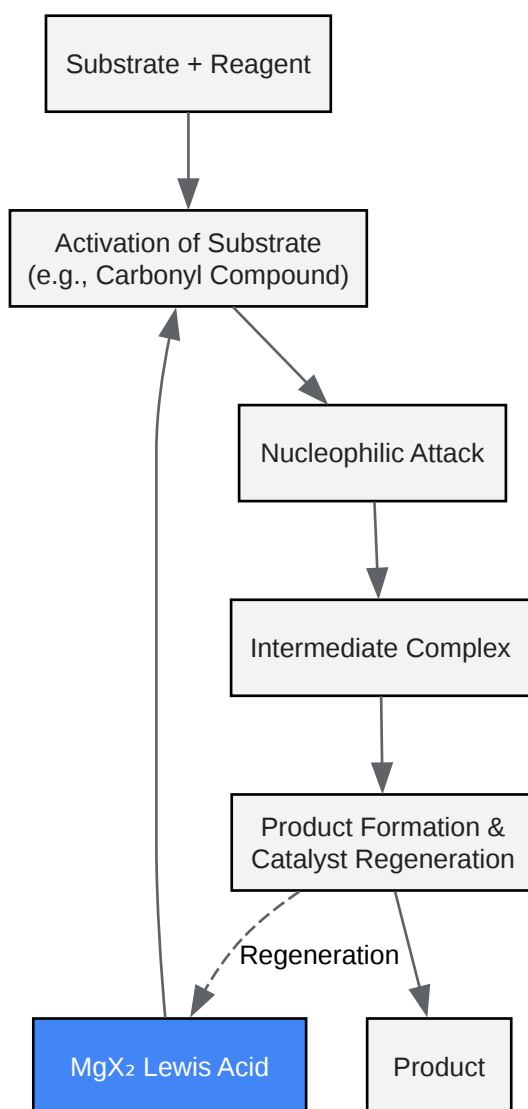 Substrate + Reagent
Activation of Substrate
(e.g., Carbonyl Compound)
Nucleophilic Attack
Intermediate Complex
Product Formation &
Catalyst Regeneration
Regeneration
MgX₂ Lewis Acid
Product